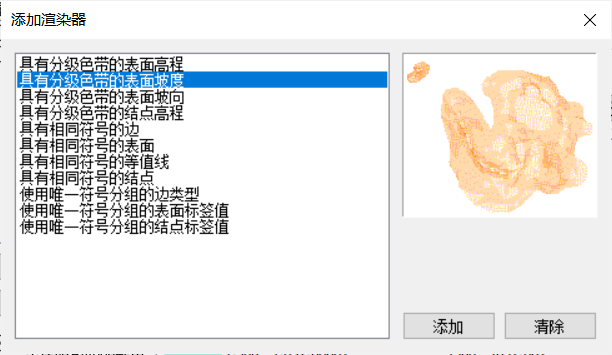 添加渲染器
具有分级色带的表面高程
具有分级色带的表面坡度
具有分级色带的表面坡向
具有分级色带的结点高程
具有相同符号的边
具有相同符号的表面
具有相同符号的等值线
具有相同符号的结点
使用唯一符号分组的边类型
使用唯一符号分组的表面标签值
使用唯一符号分组的结点标签值
添加
清除